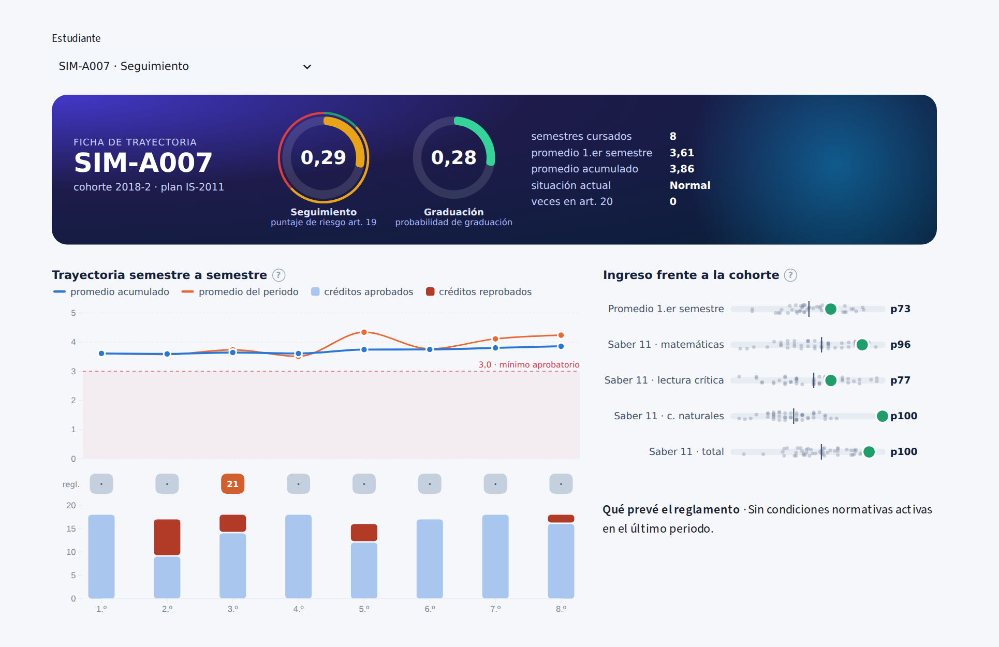 Estudiante
SIM-A007 · Seguimiento
FICHA DE TRAYECTORIA
SIM-A007
cohorte 2018-2 · plan IS-2011
0,29
Seguimiento
puntaje de riesgo art. 19
0,28
Graduación
probabilidad de graduación
semestres cursados 8
promedio 1.er semestre 3,61
promedio acumulado 3,86
situación actual Normal
veces en art. 20 0
Trayectoria semestre a semestre ?
promedio acumulado promedio del periodo créditos aprobados créditos reprobados
5
4
3,0 · mínimo aprobatorio
3
2
1
0
regl. · · 21 · · · · ·
20
15
10
5
0
1.º 2.º 3.º 4.º 5.º 6.º 7.º 8.º
Ingreso frente a la cohorte ?
Promedio 1.er semestre p73
Saber 11 · matemáticas p96
Saber 11 · lectura crítica p77
Saber 11 · c. naturales p100
Saber 11 · total p100
Qué prevé el reglamento · Sin condiciones normativas activas
en el último periodo.